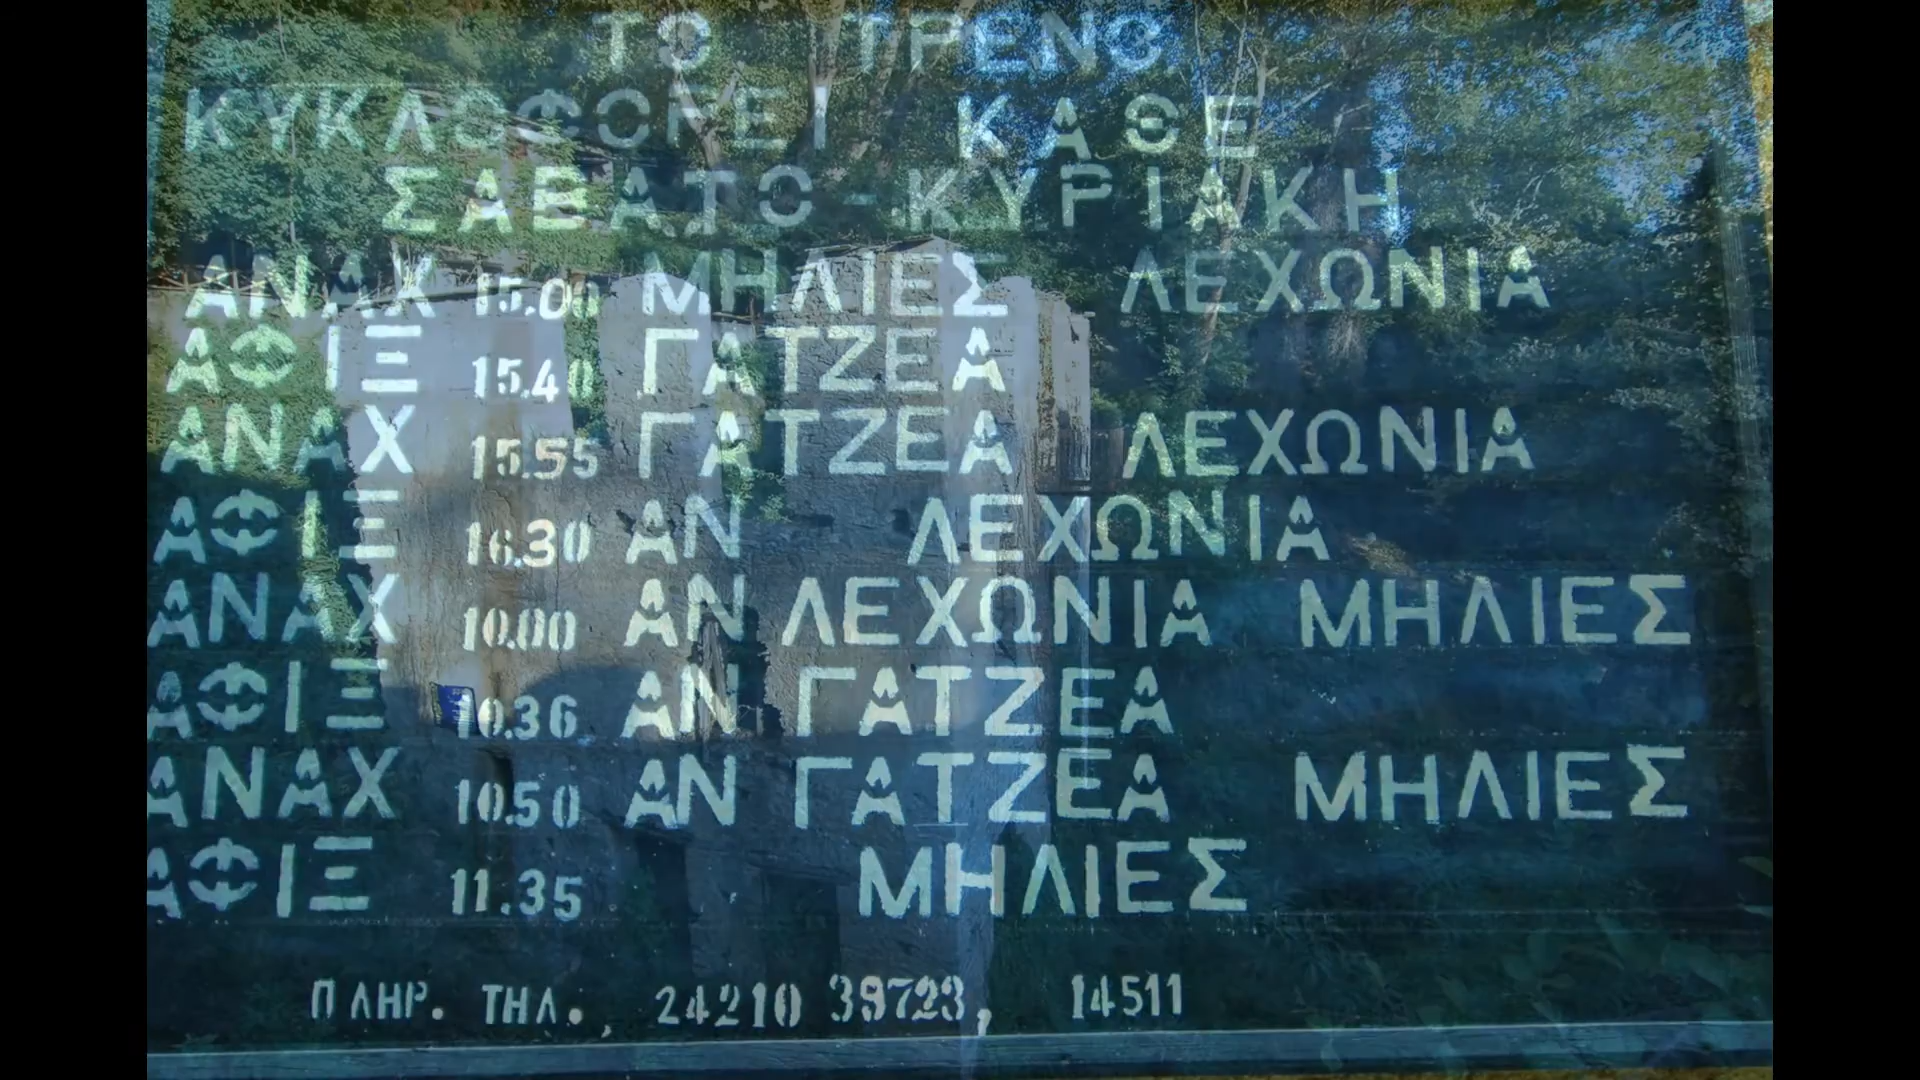 ΤΟ ΤΡΕΝΟ
ΚΥΚΛΟΦΟΡΕΙ ΚΑΘΕ
ΣΑΒΑΤΟ - ΚΥΡΙΑΚΗ
ΑΝΑΧ 15.00 ΜΗΛΙΕΣ ΛΕΧΩΝΙΑ
ΑΦΙΞ 15.40 ΓΑΤΖΕΑ
ΑΝΑΧ 15.55 ΓΑΤΖΕΑ ΛΕΧΩΝΙΑ
ΑΦΙΞ 16.30 ΑΝ ΛΕΧΩΝΙΑ
ΑΝΑΧ 10.00 ΑΝ ΛΕΧΩΝΙΑ ΜΗΛΙΕΣ
ΑΦΙΞ 10.36 ΑΝ ΓΑΤΖΕΑ
ΑΝΑΧ 10.50 ΑΝ ΓΑΤΖΕΑ ΜΗΛΙΕΣ
ΑΦΙΞ 11.35 ΜΗΛΙΕΣ
ΠΛΗΡ. ΤΗΛ. 24210 39723, 14511